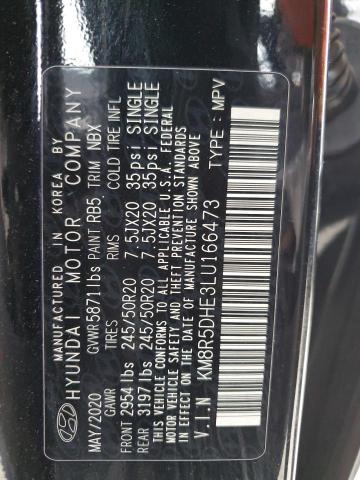 MANUFACTURED IN KOREA BY
HYUNDAI MOTOR COMPANY
GVWR 5871 lbs PAINT RB5 TRIM NBX
MAY/2020 GAWR TIRES RIMS COLD TIRE INFL
FRONT 2954 lbs 245/50R20 7.5JX20 35psi SINGLE
REAR 3197 lbs 245/50R20 7.5JX20 35psi SINGLE
THIS VEHICLE CONFORMS TO ALL APPLICABLE U.S.A. FEDERAL
MOTOR VEHICLE SAFETY AND THEFT PREVENTION STANDARDS
IN EFFECT ON THE DATE OF MANUFACTURE SHOWN ABOVE
V.I.N KM8R5DHE3LU166473 TYPE: MPV